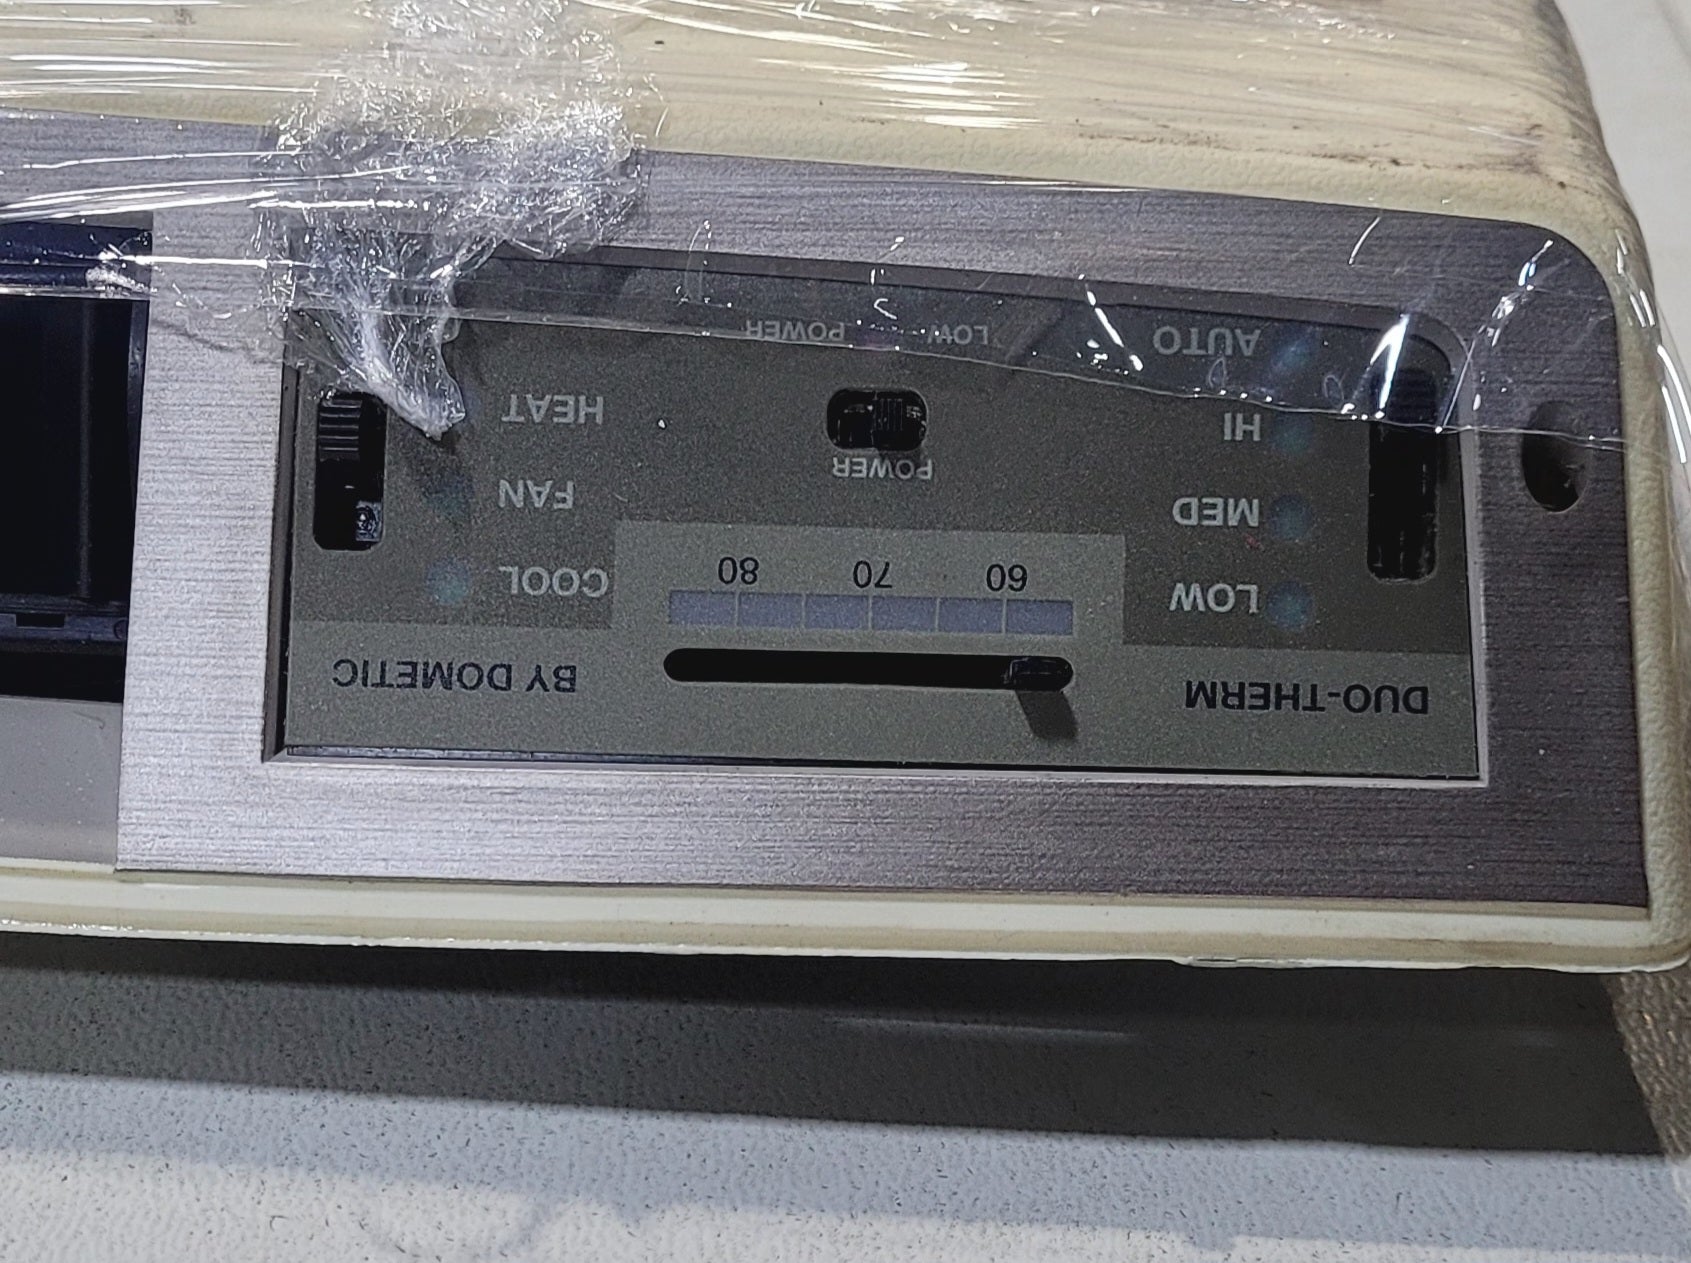 DUO-THERM BY DOMETIC
LOW 60 70 80 COOL
MED FAN
POWER
HI HEAT
AUTO LOW POWER